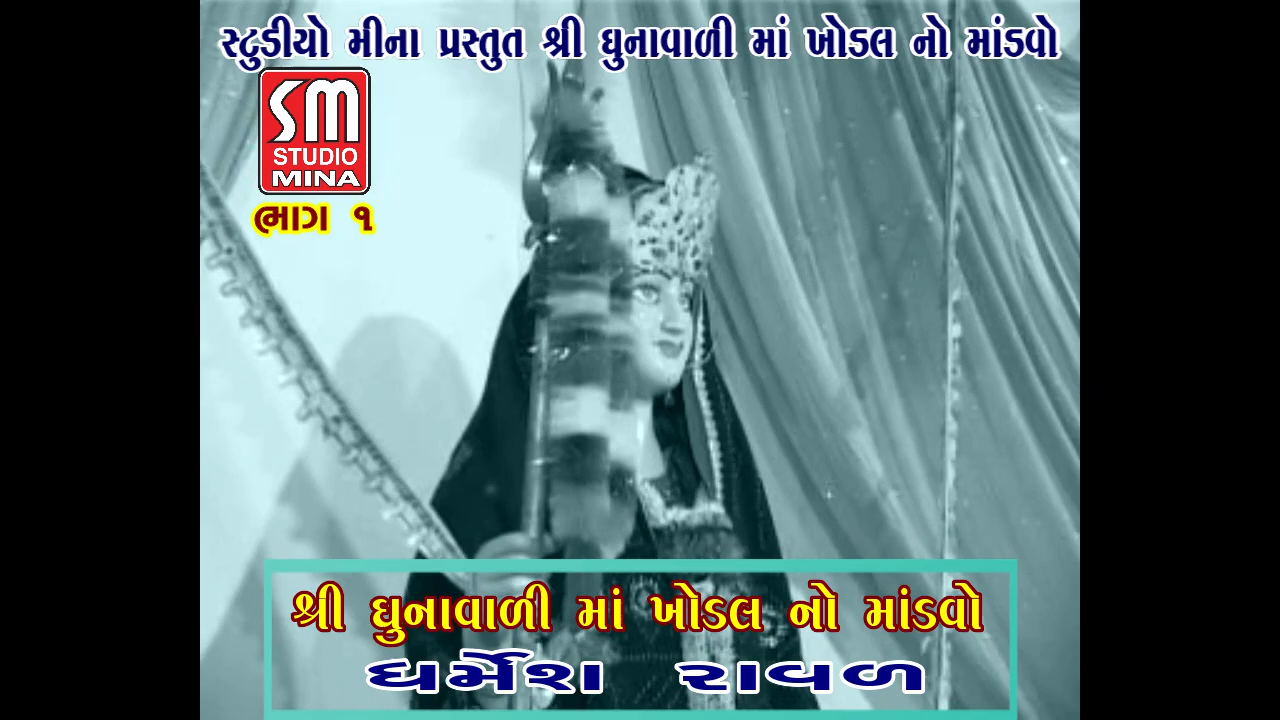 સ્ટુડીયો મીના પ્રસ્તુત શ્રી ઘુનાવાળી માં ખોડલ નો માંડવો
SM
STUDIO
MINA
ભાગ ૧
શ્રી ઘુનાવાળી માં ખોડલ નો માંડવો
ધર્મેશ રાવળ